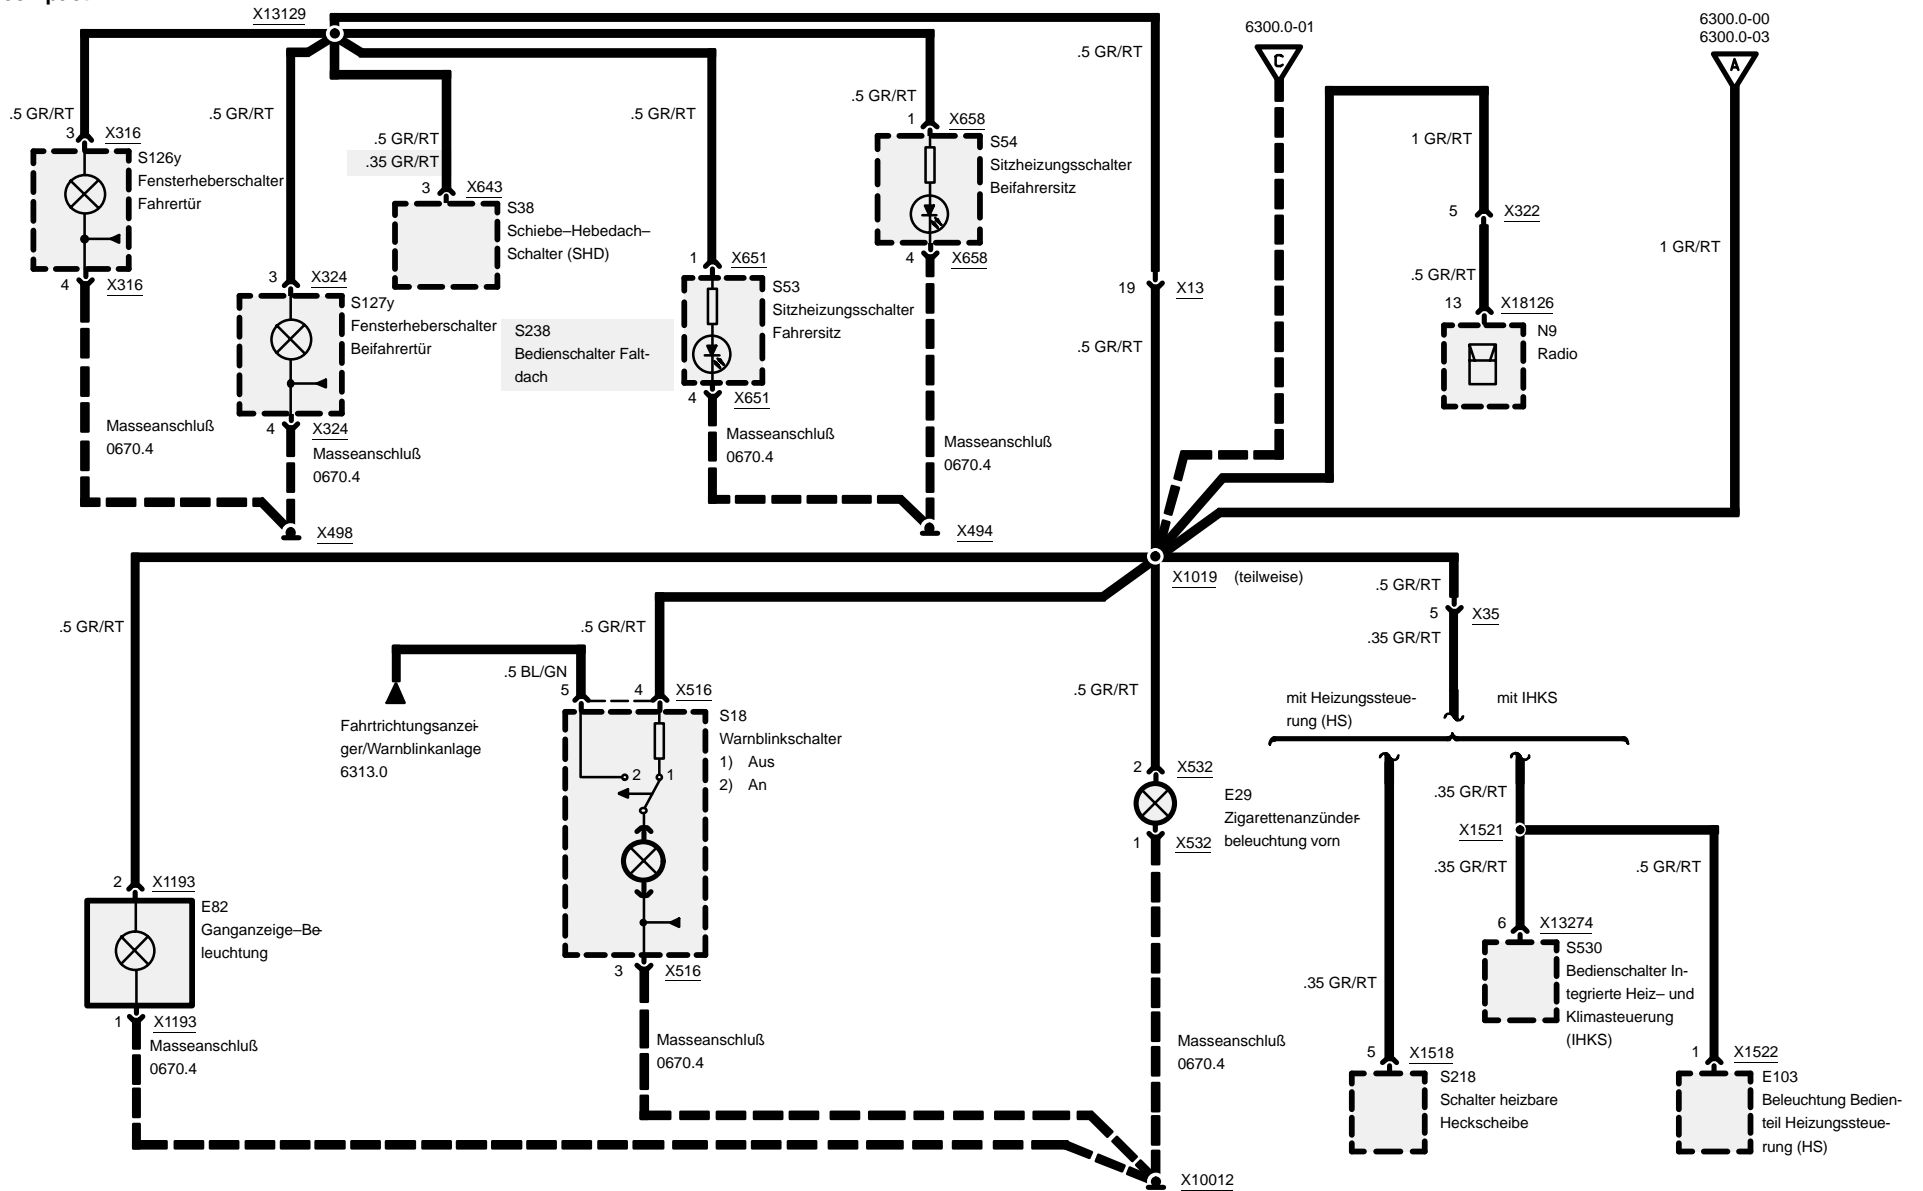 X13129
6300.0-01
6300.0-00
6300.0-03
C
A
.5 GR/RT
.5 GR/RT
.5 GR/RT
.5 GR/RT
.5 GR/RT
.35 GR/RT
.5 GR/RT
1 GR/RT
1 GR/RT
3 X316
S126y
Fensterheberschalter
Fahrertür
4 X316
3 X643
S38
Schiebe–Hebedach–
Schalter (SHD)
1 X658
S54
Sitzheizungsschalter
Beifahrersitz
4 X658
3 X324
S127y
Fensterheberschalter
Beifahrertür
4 X324
S238
Bedienschalter Falt-
dach
1 X651
S53
Sitzheizungsschalter
Fahrersitz
4 X651
19 X13
.5 GR/RT
5 X322
.5 GR/RT
13 X18126
N9
Radio
Masseanschluß
0670.4
Masseanschluß
0670.4
Masseanschluß
0670.4
Masseanschluß
0670.4
X498
X494
X1019 (teilweise)
.5 GR/RT
5 X35
.35 GR/RT
.5 GR/RT
.5 GR/RT
.5 BL/GN
Fahrtrichtungsanzei-
ger/Warnblinkanlage
6313.0
5 4 X516
S18
Warnblinkschalter
1) Aus
2) An
2 1
3 X516
.5 GR/RT
2 X532
E29
Zigarettenanzünder-
beleuchtung vorn
1 X532
mit Heizungssteue-
rung (HS)
mit IHKS
.35 GR/RT
X1521
.35 GR/RT
.5 GR/RT
2 X1193
E82
Ganganzeige–Be-
leuchtung
1 X1193
Masseanschluß
0670.4
Masseanschluß
0670.4
Masseanschluß
0670.4
6 X13274
S530
Bedienschalter In-
tegrierte Heiz– und
Klimasteuerung
(IHKS)
.35 GR/RT
5 X1518
S218
Schalter heizbare
Heckscheibe
1 X1522
E103
Beleuchtung Bedien-
teil Heizungssteue-
rung (HS)
X10012